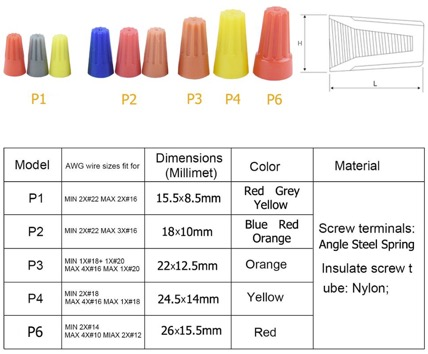 H
L
P1 P2 P3 P4 P6
Model AWG wire sizes fit for Dimensions (Millimet) Color Material
P1 MIN 2X#22 MAX 2X#16 15.5×8.5mm Red Grey Yellow
P2 MIN 2X#22 MAX 3X#16 18×10mm Blue Red Orange
P3 MIN 1X#18+ 1X#20 MAX 4X#16 MAX 1X#20 22×12.5mm Orange
P4 MIN 2X#18 MAX 4X#16 MAX 1X#18 24.5×14mm Yellow
P6 MIN 2X#14 MAX 4X#10 MIAX 2X#12 26×15.5mm Red
Screw terminals:
Angle Steel Spring
Insulate screw t
ube: Nylon;